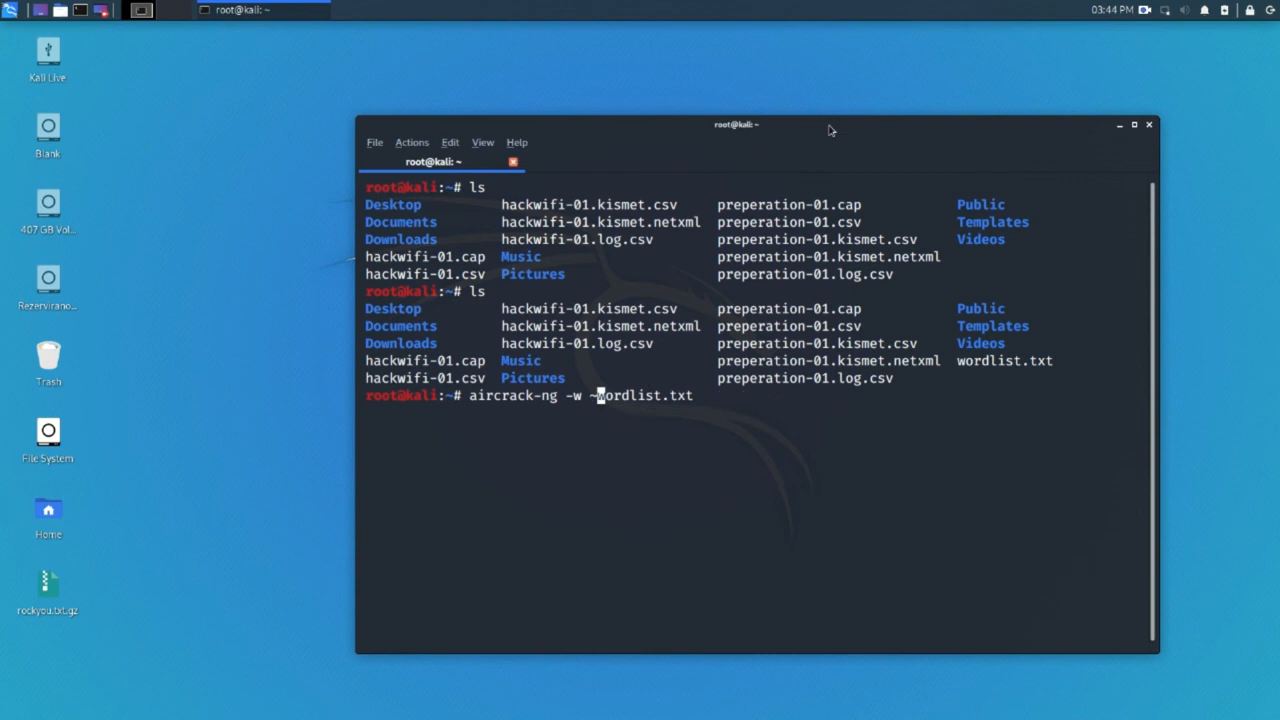 root@kali: ~
03:44 PM
Kali Live
Blank
407 GB Vol...
Rezervirano...
Trash
File System
Home
rockyou.txt.gz
root@kali: ~
File Actions Edit View Help
root@kali: ~
root@kali:~# ls
Desktop hackwifi-01.kismet.csv preperation-01.cap Public
Documents hackwifi-01.kismet.netxml preperation-01.csv Templates
Downloads hackwifi-01.log.csv preperation-01.kismet.csv Videos
hackwifi-01.cap Music preperation-01.kismet.netxml
hackwifi-01.csv Pictures preperation-01.log.csv
root@kali:~# ls
Desktop hackwifi-01.kismet.csv preperation-01.cap Public
Documents hackwifi-01.kismet.netxml preperation-01.csv Templates
Downloads hackwifi-01.log.csv preperation-01.kismet.csv Videos
hackwifi-01.cap Music preperation-01.kismet.netxml wordlist.txt
hackwifi-01.csv Pictures preperation-01.log.csv
root@kali:~# aircrack-ng -w ~wordlist.txt